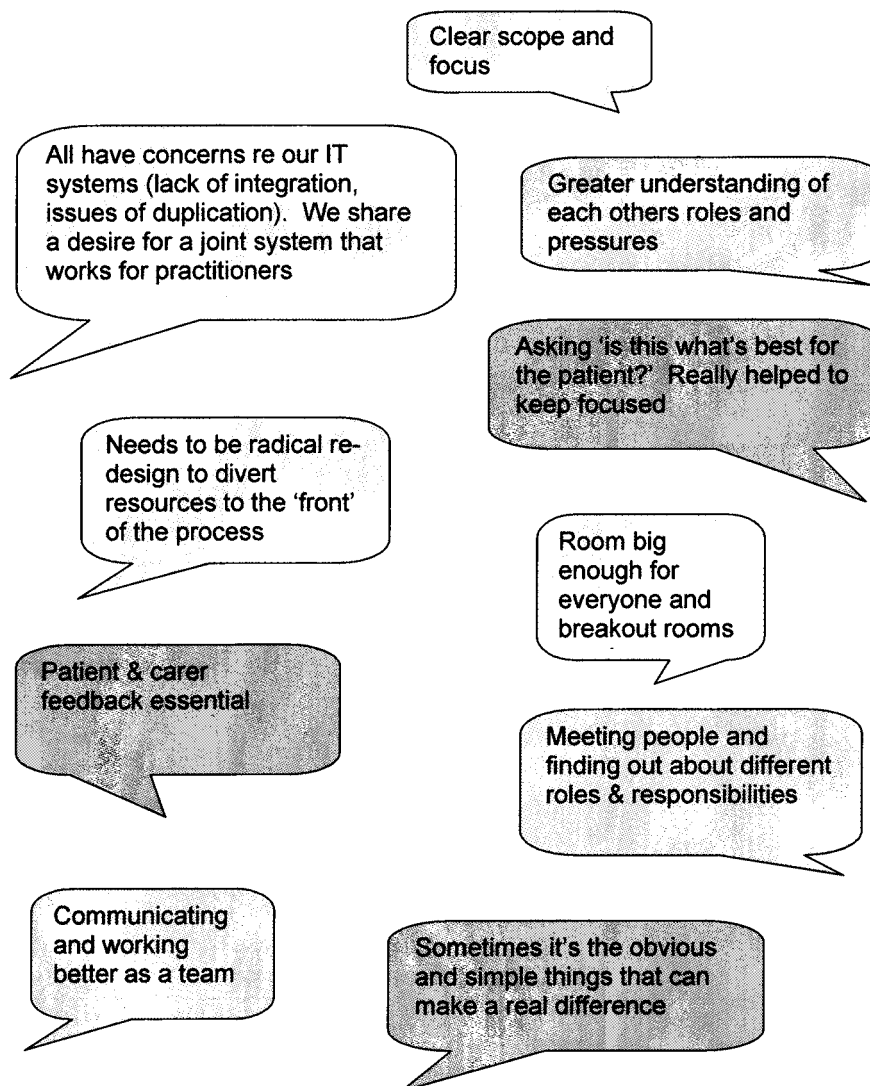 Clear scope and
focus
All have concerns re our IT
systems (lack of integration,
issues of duplication).  We share
a desire for a joint system that
works for practitioners
Greater understanding of
each others roles and
pressures
Asking ‘is this what's best for
the patient?’  Really helped to
keep focused
Needs to be radical re-
design to divert
resources to the ‘front’
of the process
Room big
enough for
everyone and
breakout rooms
Patient & carer
feedback essential
Meeting people and
finding out about different
roles & responsibilities
Communicating
and working
better as a team
Sometimes it's the obvious
and simple things that can
make a real difference